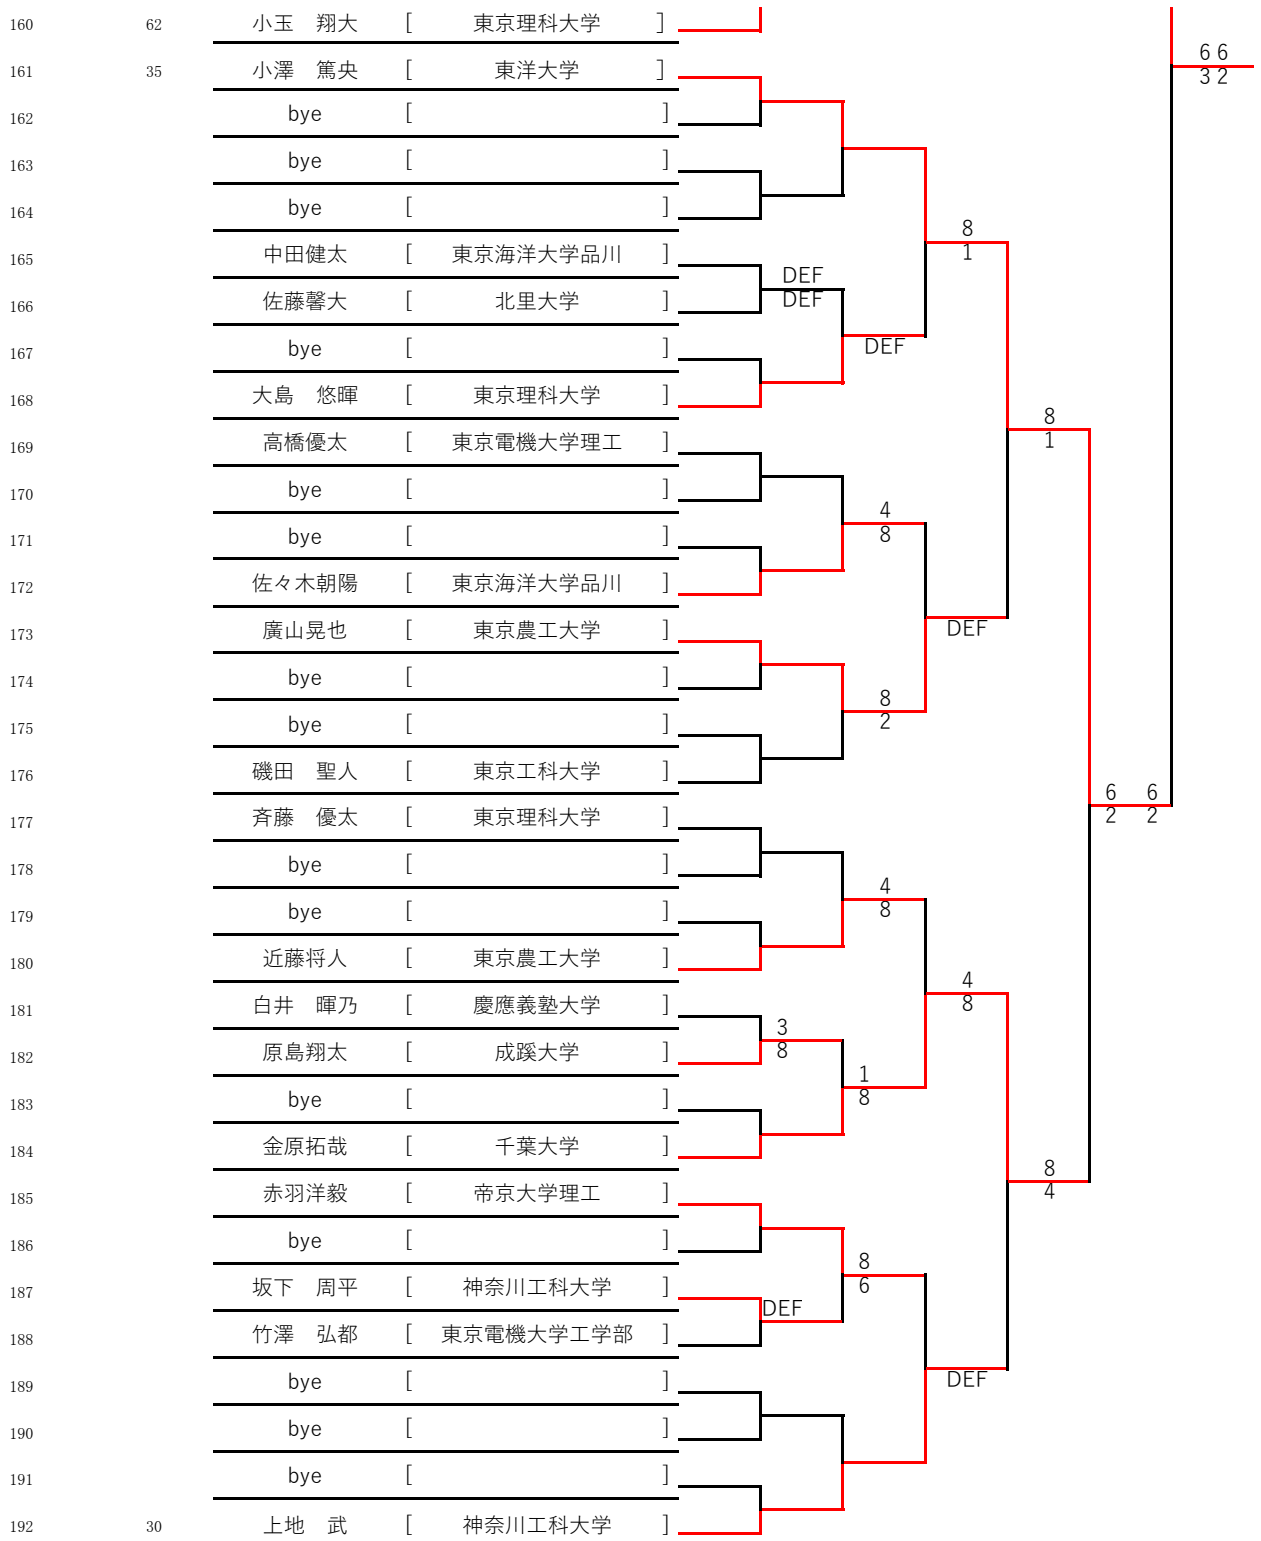 160 62 小玉　翔大 [ 東京理科大学 ]
6 6
161 35 小澤　篤央 [ 東洋大学 ]
3 2
162 bye [ ]
163 bye [ ]
164 bye [ ]
8
165 中田健太 [ 東京海洋大学品川 ]
1
DEF
166 佐藤馨大 [ 北里大学 ]
DEF
167 bye [ ]
DEF
168 大島　悠暉 [ 東京理科大学 ]
8
169 高橋優太 [ 東京電機大学理工 ]
1
170 bye [ ]
4
171 bye [ ]
8
172 佐々木朝陽 [ 東京海洋大学品川 ]
173 廣山晃也 [ 東京農工大学 ]
DEF
174 bye [ ]
8
175 bye [ ]
2
176 磯田　聖人 [ 東京工科大学 ]
6 6
177 斉藤　優太 [ 東京理科大学 ]
2 2
178 bye [ ]
4
179 bye [ ]
8
180 近藤将人 [ 東京農工大学 ]
4
181 白井　暉乃 [ 慶應義塾大学 ]
8
3
182 原島翔太 [ 成蹊大学 ]
8
1
183 bye [ ]
8
184 金原拓哉 [ 千葉大学 ]
8
185 赤羽洋毅 [ 帝京大学理工 ]
4
186 bye [ ]
8
187 坂下　周平 [ 神奈川工科大学 ]
6
DEF
188 竹澤　弘都 [ 東京電機大学工学部 ]
189 bye [ ]
DEF
190 bye [ ]
191 bye [ ]
192 30 上地　武 [ 神奈川工科大学 ]